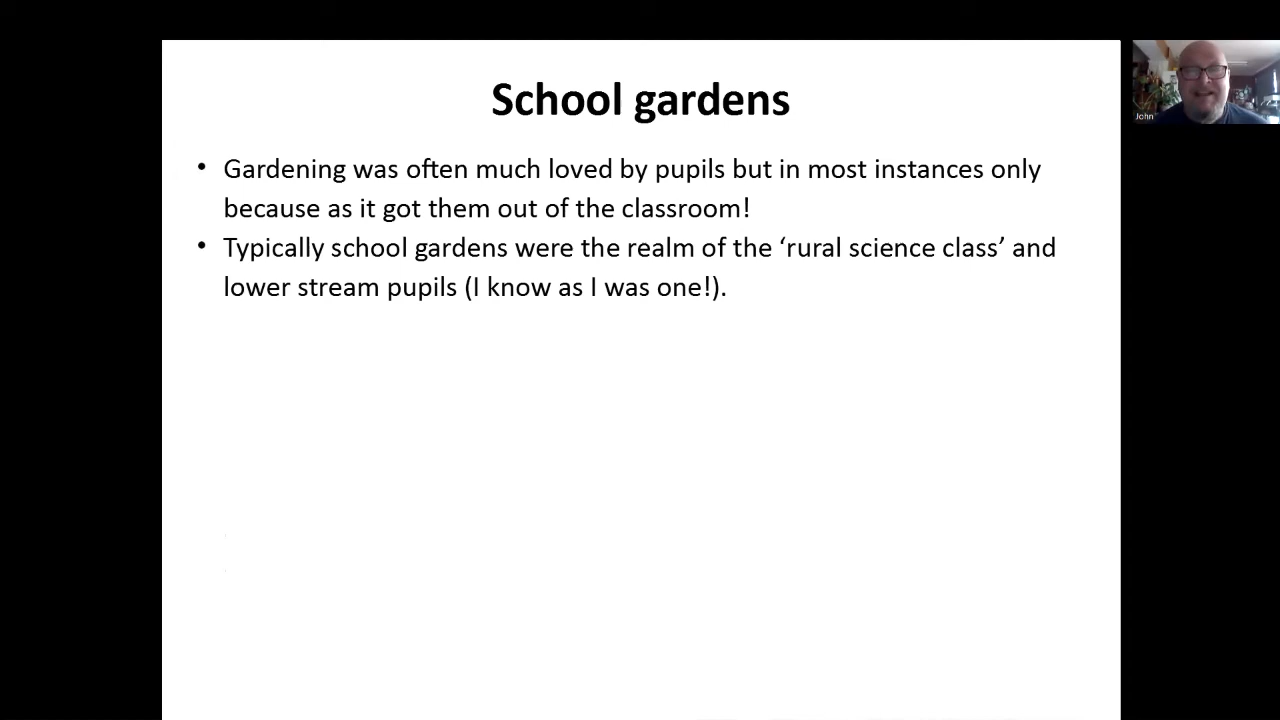 School gardens
• Gardening was often much loved by pupils but in most instances only
because as it got them out of the classroom!
• Typically school gardens were the realm of the ‘rural science class’ and
lower stream pupils (I know as I was one!).
John